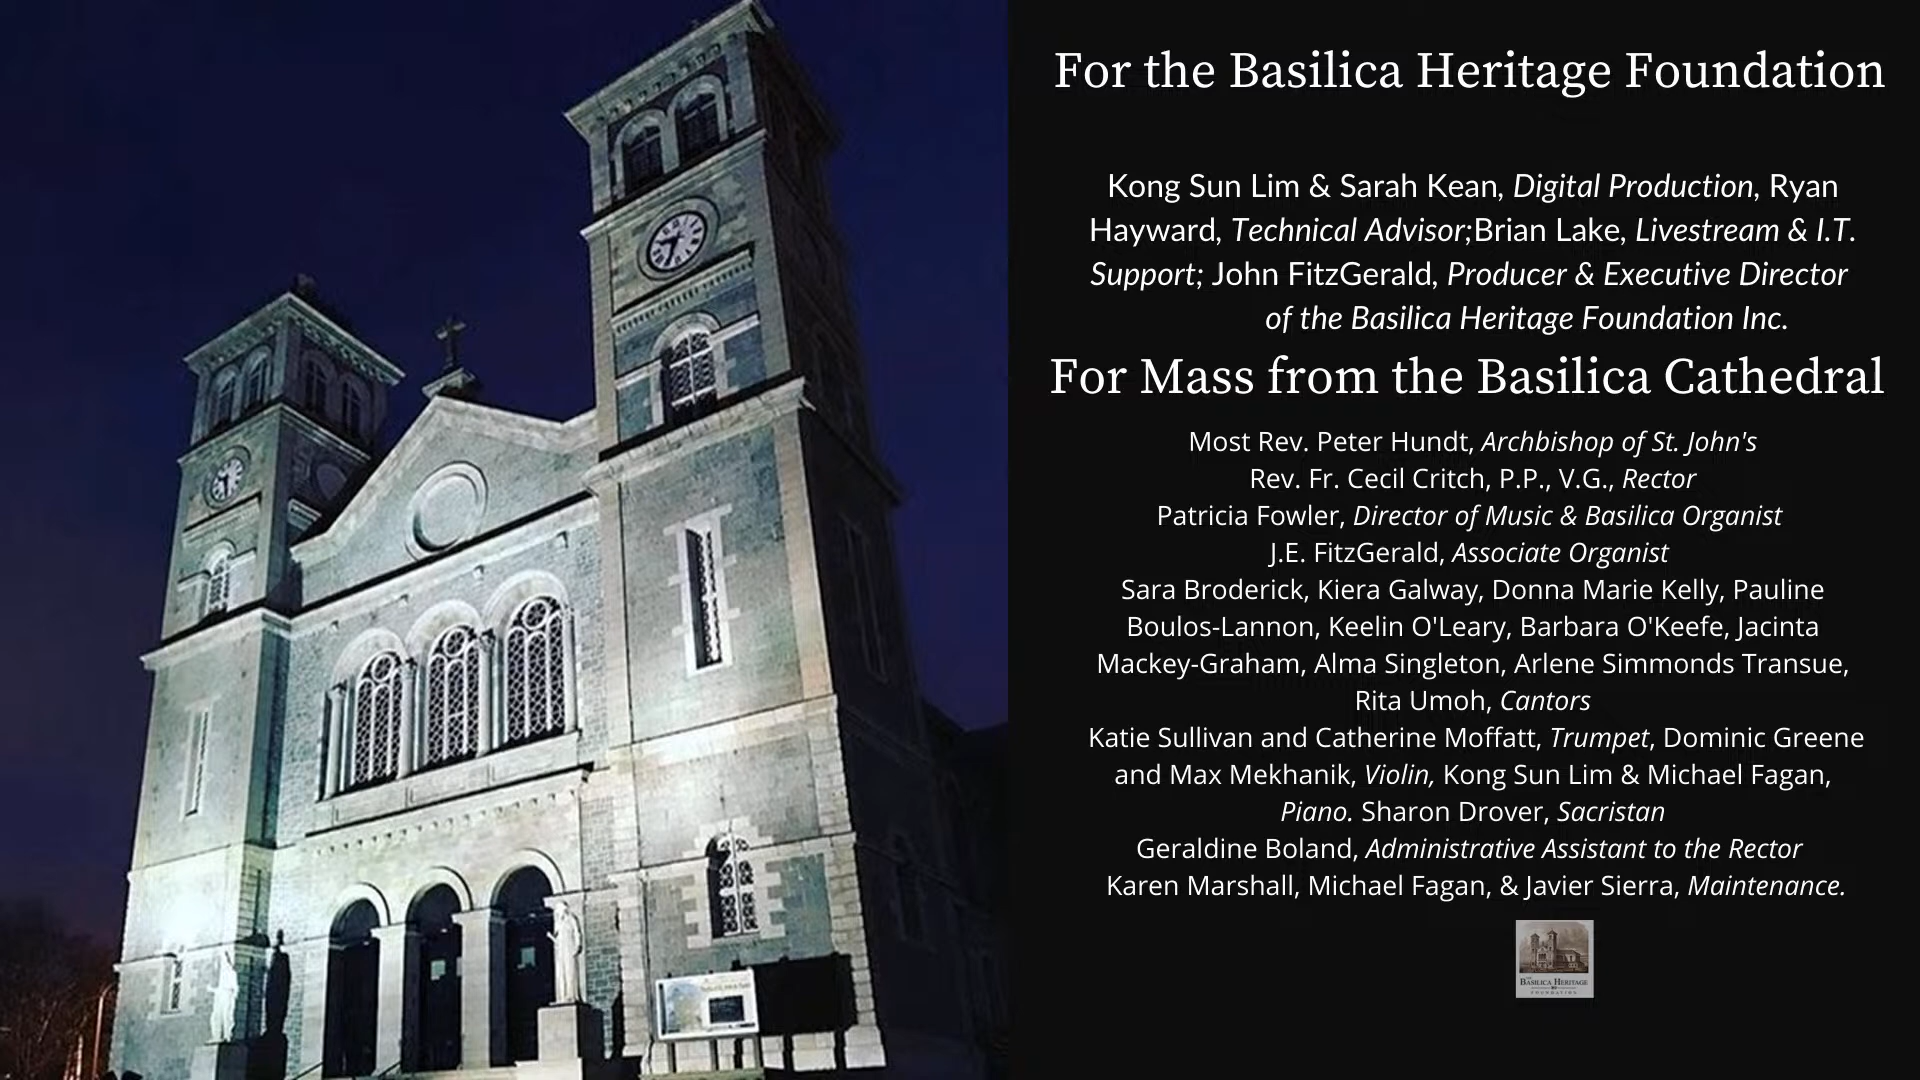 For the Basilica Heritage Foundation
Kong Sun Lim & Sarah Kean, Digital Production, Ryan
Hayward, Technical Advisor;Brian Lake, Livestream & I.T.
Support; John FitzGerald, Producer & Executive Director
of the Basilica Heritage Foundation Inc.
For Mass from the Basilica Cathedral
Most Rev. Peter Hundt, Archbishop of St. John's
Rev. Fr. Cecil Critch, P.P., V.G., Rector
Patricia Fowler, Director of Music & Basilica Organist
J.E. FitzGerald, Associate Organist
Sara Broderick, Kiera Galway, Donna Marie Kelly, Pauline
Boulos-Lannon, Keelin O'Leary, Barbara O'Keefe, Jacinta
Mackey-Graham, Alma Singleton, Arlene Simmonds Transue,
Rita Umoh, Cantors
Katie Sullivan and Catherine Moffatt, Trumpet, Dominic Greene
and Max Mekhanik, Violin, Kong Sun Lim & Michael Fagan,
Piano. Sharon Drover, Sacristan
Geraldine Boland, Administrative Assistant to the Rector
Karen Marshall, Michael Fagan, & Javier Sierra, Maintenance.
BASILICA HERITAGE
FOUNDATION